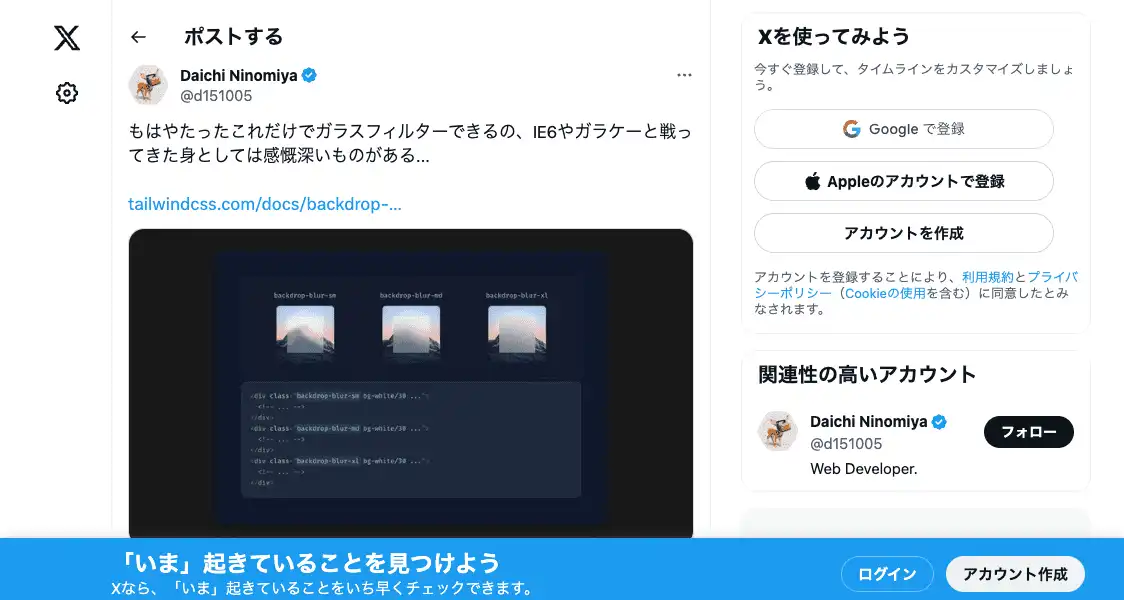 ポストする
Daichi Ninomiya
@d151005
もはやたったこれだけでガラスフィルターできるの、IE6やガラケーと戦っ
てきた身としては感慨深いものがある...
tailwindcss.com/docs/backdrop-...
backdrop-blur-sm backdrop-blur-md backdrop-blur-xl
<div class="backdrop-blur-sm bg-white/30 ...">
<!-- ... -->
</div>
<div class="backdrop-blur-md bg-white/30 ...">
<!-- ... -->
</div>
<div class="backdrop-blur-xl bg-white/30 ...">
<!-- ... -->
</div>
Xを使ってみよう
今すぐ登録して、タイムラインをカスタマイズしましょ
う。
Google で登録
Appleのアカウントで登録
アカウントを作成
アカウントを登録することにより、利用規約とプライバ
シーポリシー（Cookieの使用を含む）に同意したとみ
なされます。
関連性の高いアカウント
Daichi Ninomiya
@d151005
フォロー
Web Developer.
「いま」起きていることを見つけよう
Xなら、「いま」起きていることをいち早くチェックできます。
ログイン
アカウント作成